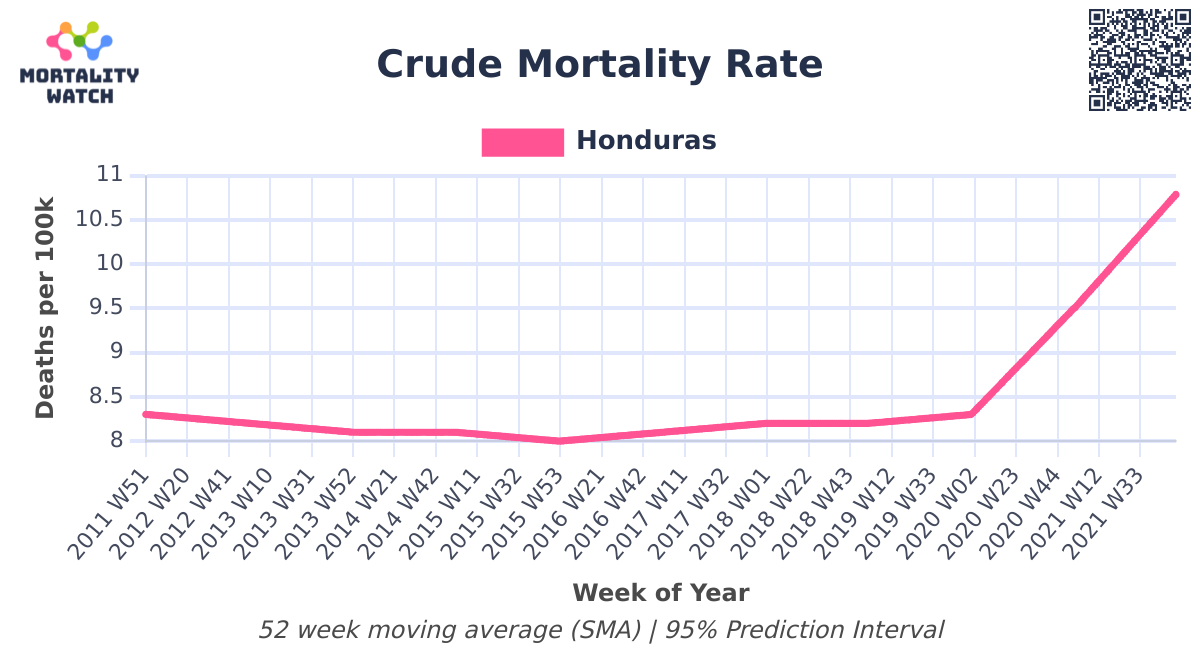 MORTALITY
WATCH
Crude Mortality Rate
Honduras
Deaths per 100k
11
10.5
10
9.5
9
8.5
8
2011 W51
2012 W20
2012 W41
2013 W10
2013 W31
2013 W52
2014 W21
2014 W42
2015 W11
2015 W32
2015 W53
2016 W21
2016 W42
2017 W11
2017 W32
2018 W01
2018 W22
2018 W43
2019 W12
2019 W33
2020 W02
2020 W23
2020 W44
2021 W12
2021 W33
Week of Year
52 week moving average (SMA) | 95% Prediction Interval